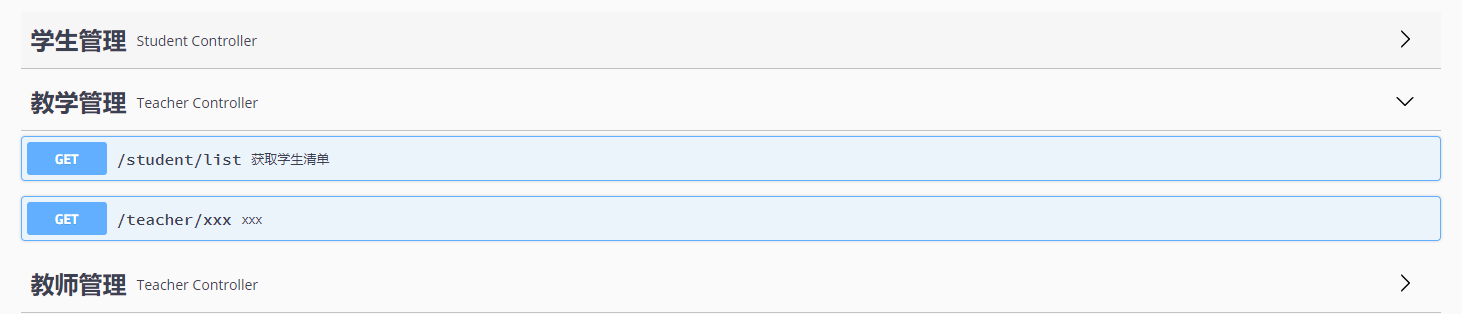 学生管理 Student Controller
教学管理 Teacher Controller
GET /student/list 获取学生清单
GET /teacher/xxx xxx
教师管理 Teacher Controller